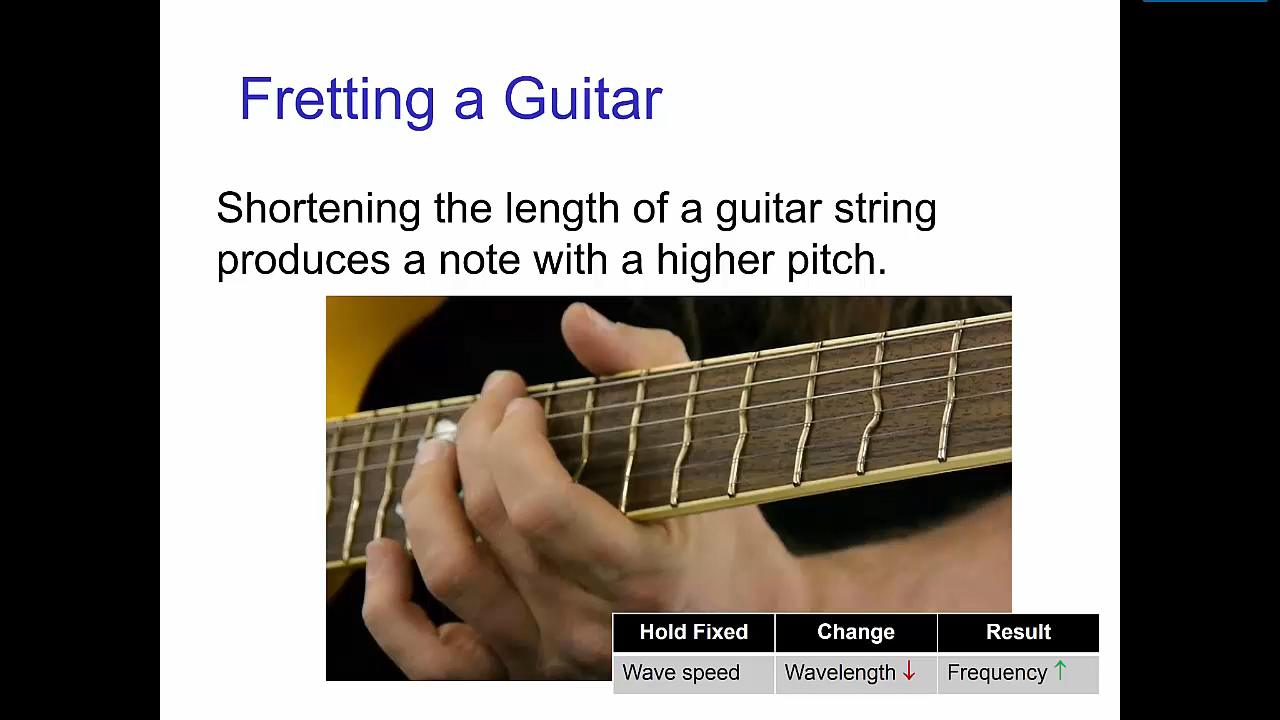 Fretting a Guitar
Shortening the length of a guitar string
produces a note with a higher pitch.
Hold Fixed Change Result
Wave speed Wavelength ↓ Frequency ↑